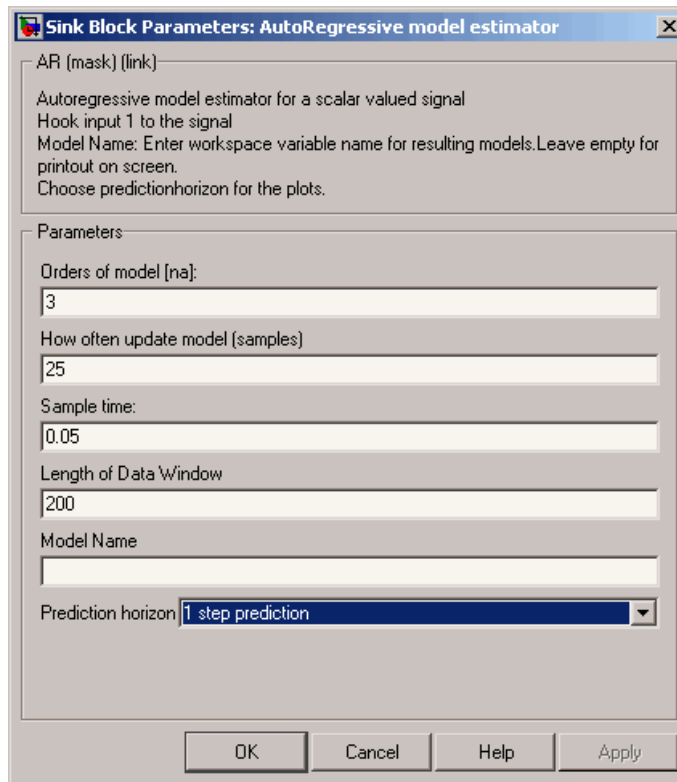 Sink Block Parameters: AutoRegressive model estimator
AR (mask) (link)
Autoregressive model estimator for a scalar valued signal
Hook input 1 to the signal
Model Name: Enter workspace variable name for resulting models.Leave empty for
printout on screen.
Choose predictionhorizon for the plots.
Parameters
Orders of model [na]:
3
How often update model (samples)
25
Sample time:
0.05
Length of Data Window
200
Model Name
Prediction horizon 1 step prediction
OK Cancel Help Apply